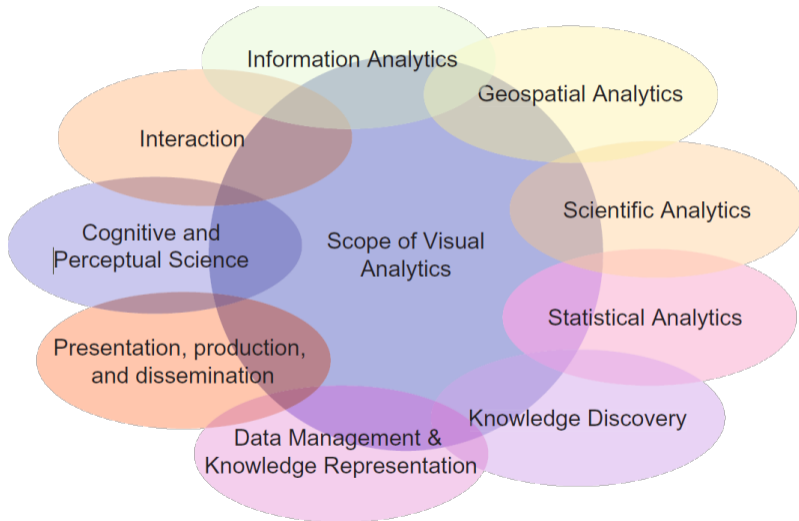 Information Analytics
Geospatial Analytics
Interaction
Scientific Analytics
Cognitive and
Perceptual Science
Scope of Visual
Analytics
Statistical Analytics
Presentation, production,
and dissemination
Knowledge Discovery
Data Management &
Knowledge Representation